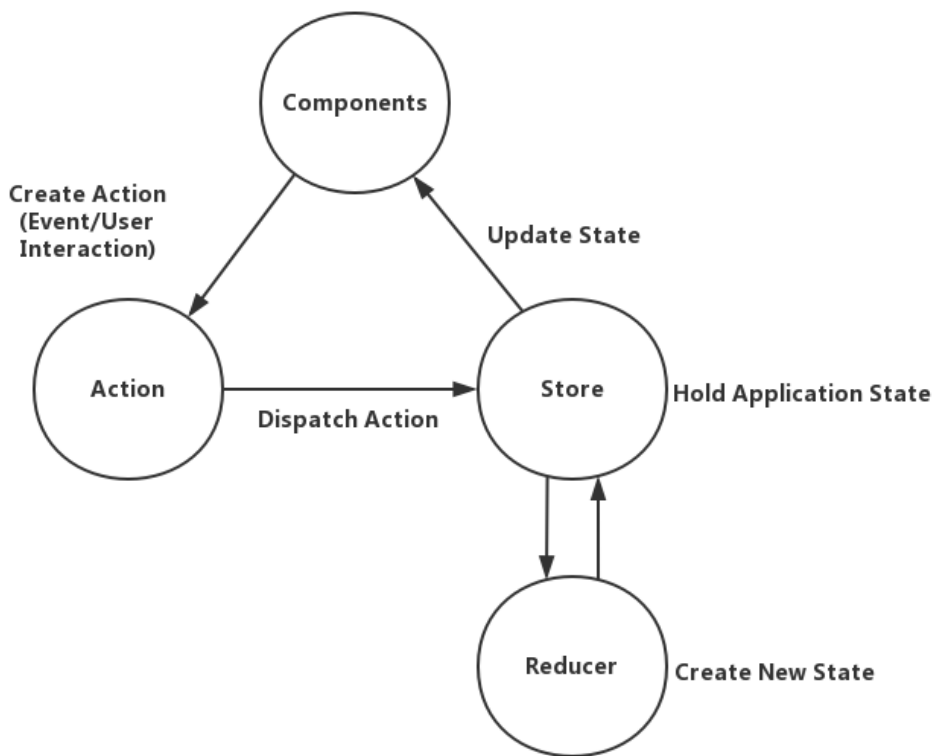 Components
Create Action
(Event/User
Interaction)
Update State
Action
Store
Hold Application State
Dispatch Action
Reducer
Create New State